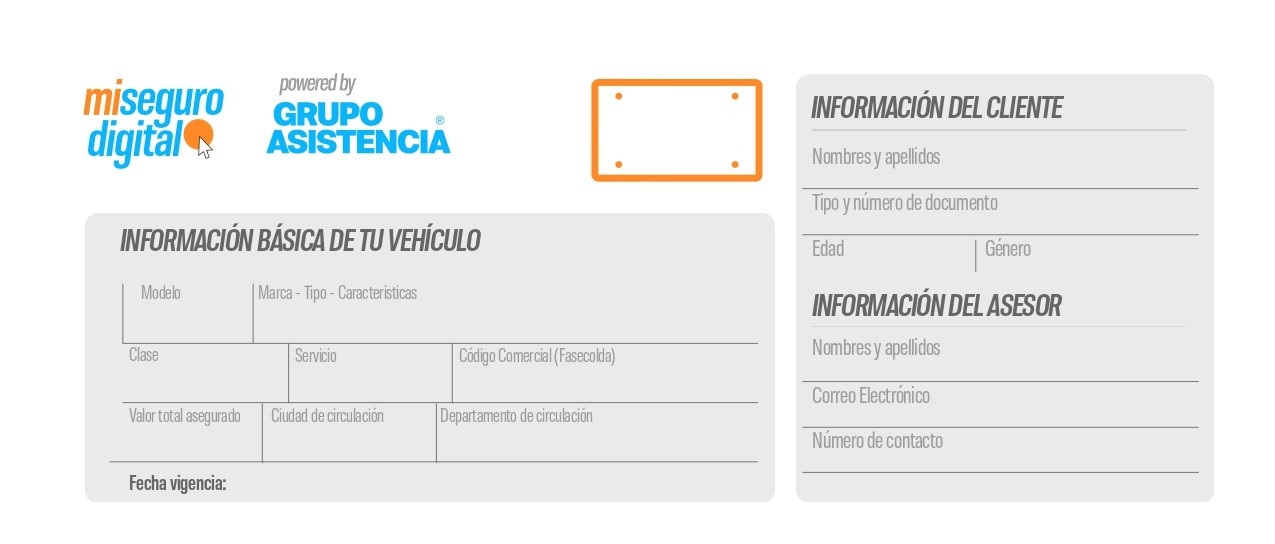 miseguro
digital
powered by
GRUPO
ASISTENCIA ®
INFORMACIÓN BÁSICA DE TU VEHÍCULO
Modelo
Marca - Tipo - Caracteristicas
Clase
Servicio
Código Comercial (Fasecolda)
Valor total asegurado
Ciudad de circulación
Departamento de circulación
Fecha vigencia:
INFORMACIÓN DEL CLIENTE
Nombres y apellidos
Tipo y número de documento
Edad
Género
INFORMACIÓN DEL ASESOR
Nombres y apellidos
Correo Electrónico
Número de contacto